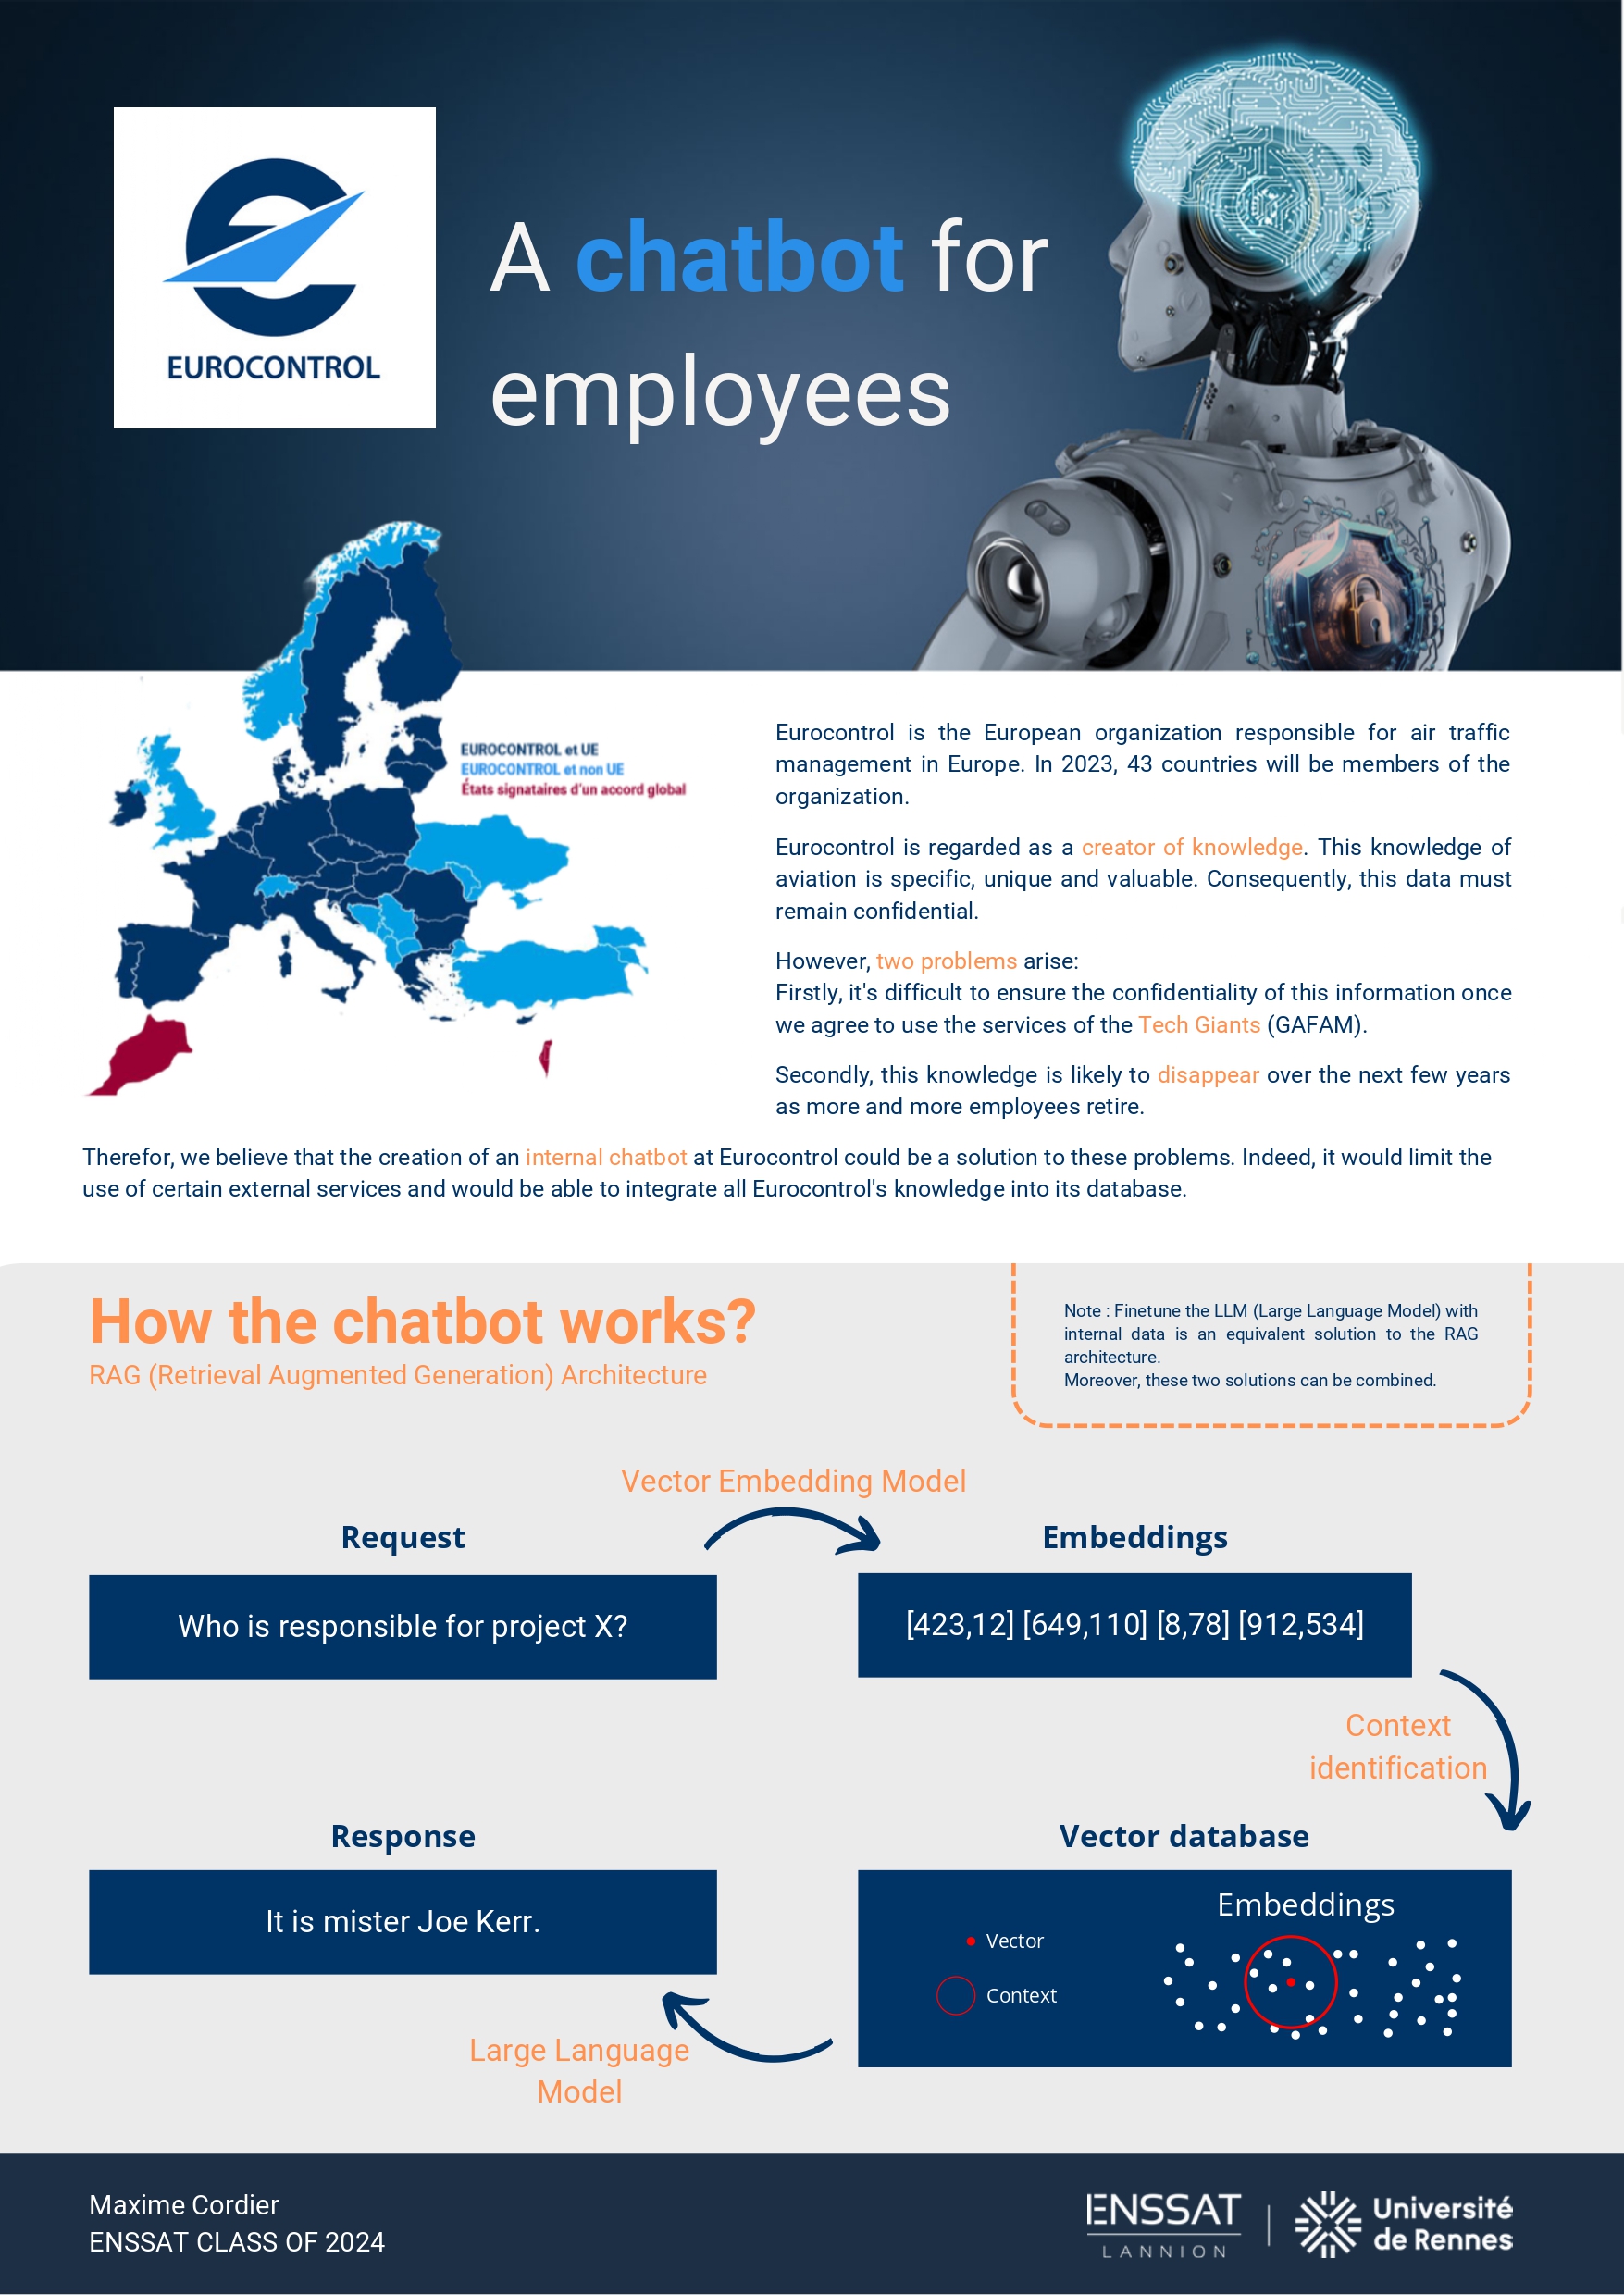 EUROCONTROL
A chatbot for
employees
EUROCONTROL et UE
EUROCONTROL et non UE
États signataires d'un accord global
Eurocontrol is the European organization responsible for air traffic
management in Europe. In 2023, 43 countries will be members of the
organization.
Eurocontrol is regarded as a creator of knowledge. This knowledge of
aviation is specific, unique and valuable. Consequently, this data must
remain confidential.
However, two problems arise:
Firstly, it's difficult to ensure the confidentiality of this information once
we agree to use the services of the Tech Giants (GAFAM).
Secondly, this knowledge is likely to disappear over the next few years
as more and more employees retire.
Therefor, we believe that the creation of an internal chatbot at Eurocontrol could be a solution to these problems. Indeed, it would limit the
use of certain external services and would be able to integrate all Eurocontrol's knowledge into its database.
How the chatbot works?
RAG (Retrieval Augmented Generation) Architecture
Note : Finetune the LLM (Large Language Model) with
internal data is an equivalent solution to the RAG
architecture.
Moreover, these two solutions can be combined.
Vector Embedding Model
Request
Embeddings
Who is responsible for project X?
[423,12] [649,110] [8,78] [912,534]
Context
identification
Response
Vector database
It is mister Joe Kerr.
Embeddings
Vector
Context
Large Language
Model
Maxime Cordier
ENSSAT CLASS OF 2024
ENSSAT
LANNION
Université
de Rennes